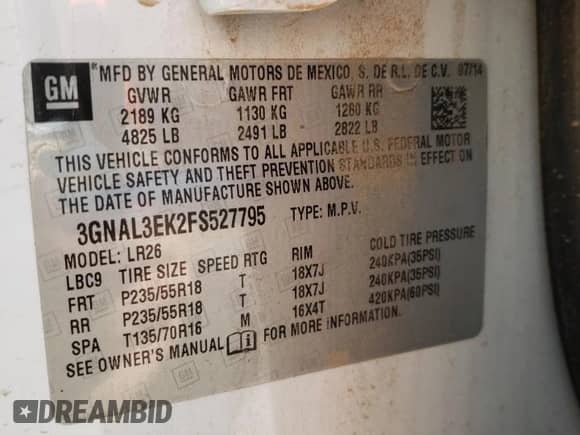 GM
MFD BY GENERAL MOTORS DE MEXICO, S. DE R.L. DE C.V. 07/14
GVWR GAWR FRT GAWR RR
2189 KG 1130 KG 1280 KG
4825 LB 2491 LB 2822 LB
THIS VEHICLE CONFORMS TO ALL APPLICABLE U.S. FEDERAL MOTOR
VEHICLE SAFETY AND THEFT PREVENTION STANDARDS IN EFFECT ON
THE DATE OF MANUFACTURE SHOWN ABOVE.
3GNAL3EK2FS527795 TYPE: M.P.V.
MODEL: LR26
LBC9 TIRE SIZE SPEED RTG RIM COLD TIRE PRESSURE
FRT P235/55R18 T 18X7J 240KPA(35PSI)
RR P235/55R18 T 18X7J 240KPA(35PSI)
SPA T135/70R16 M 16X4T 420KPA(60PSI)
SEE OWNER'S MANUAL FOR MORE INFORMATION.
DREAMBID